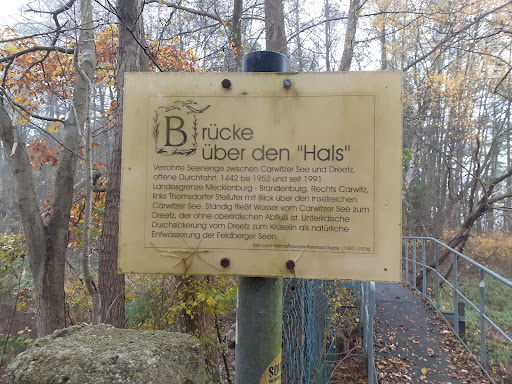 Brücke
über den "Hals"
Verrohrte Seenenge zwischen Carwitzer See und Dreetz,
offene Durchfahrt. 1442 bis 1952 und seit 1991
Landesgrenze Mecklenburg - Brandenburg. Rechts Carwitz,
links Thomsdorfer Steilufer mit Blick über den inselreichen
Carwitzer See. Ständig fließt Wasser vom Carwitzer See zum
Dreetz, der ohne oberirdischen Abfluß ist. Unterirdische
Durchsickerung vom Dreetz zum Krüselin als natürliche
Entwässerung der Feldberger Seen.